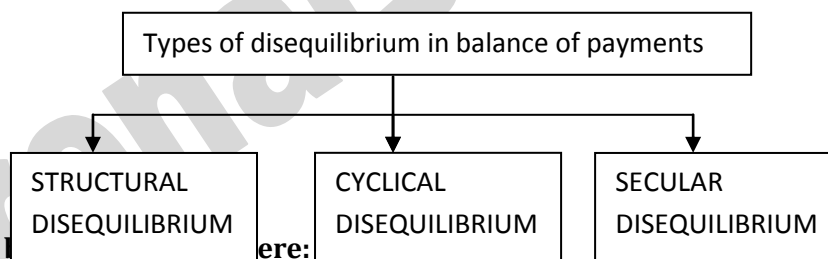 Types of disequilibrium in balance of payments
STRUCTURAL
DISEQUILIBRIUM
CYCLICAL
DISEQUILIBRIUM
SECULAR
DISEQUILIBRIUM
ere: